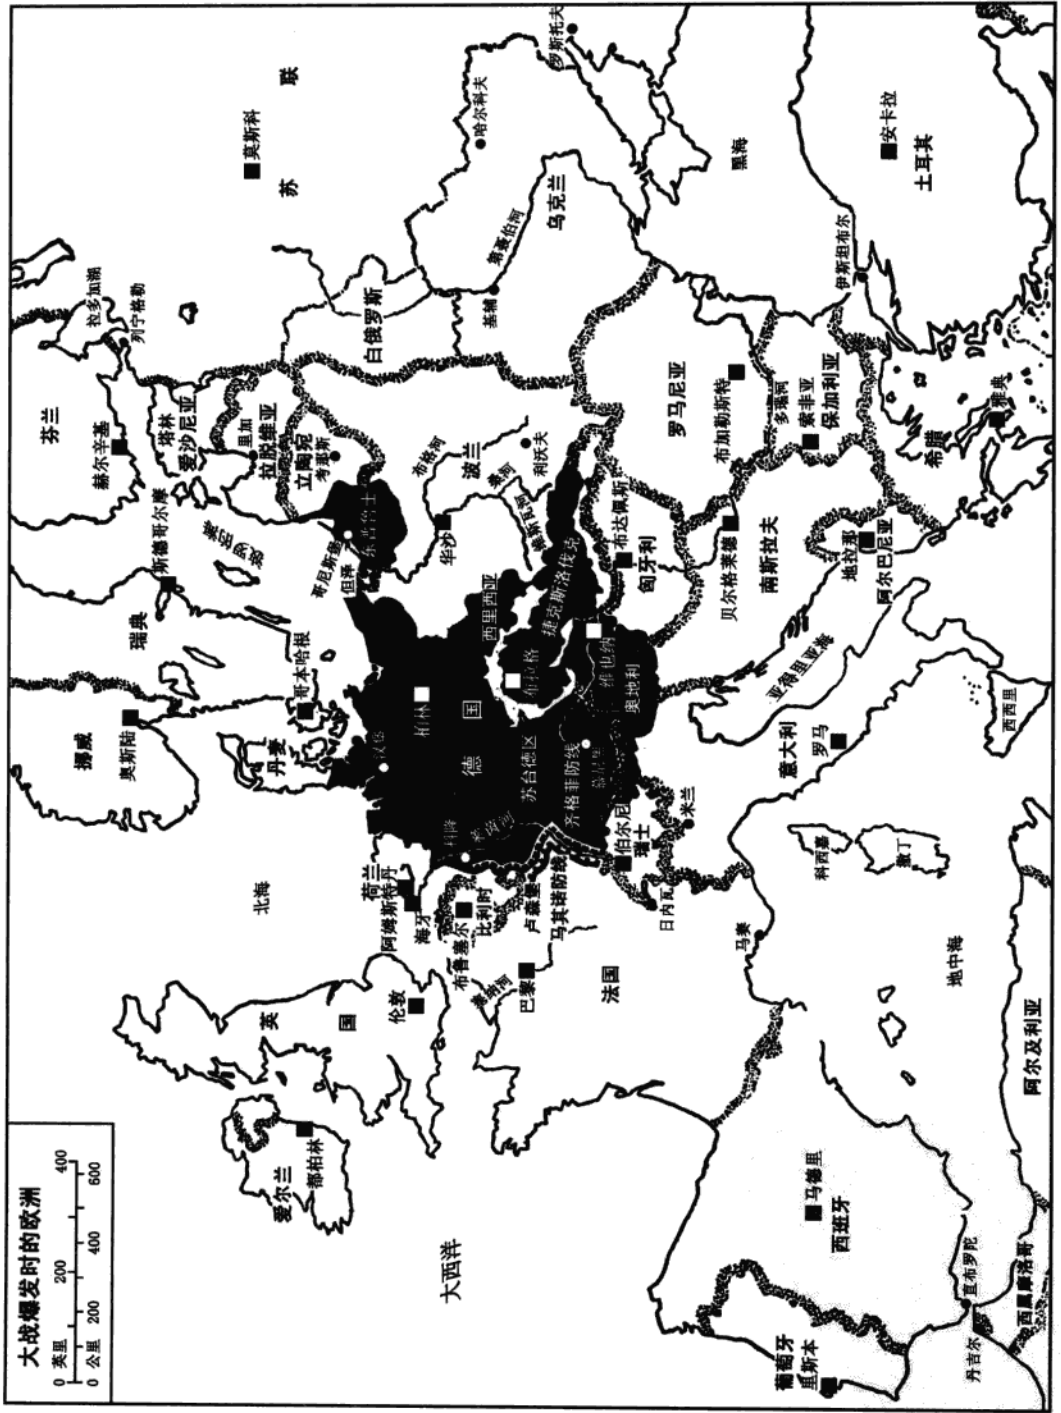 大战爆发时的欧洲
0 英里 200 400
0 公里 200 400 600
大西洋
爱尔兰
都柏林
英国
伦敦
北海
挪威
奥斯陆
瑞典
斯德哥尔摩
芬兰
赫尔辛基
拉多加湖
列宁格勒
塔林
爱沙尼亚
里加
拉脱维亚
立陶宛
考那斯
波罗的海
丹麦
哥本哈根
苏联
莫斯科
白俄罗斯
哥尼斯堡
但泽
东普鲁士
荷兰
阿姆斯特丹
海牙
布鲁塞尔
比利时
卢森堡
马其诺防线
科隆
莱茵河
汉堡
柏林
德国
苏台德区
齐格菲防线
慕尼黑
西里西亚
布拉格
捷克斯洛伐克
维也纳
奥地利
华沙
布格河
波兰
桑河
维斯瓦河
利沃夫
基辅
第聂伯河
乌克兰
哈尔科夫
罗斯托夫
塞纳河
巴黎
法国
伯尔尼
瑞士
日内瓦
米兰
马赛
布达佩斯
匈牙利
罗马尼亚
布加勒斯特
多瑙河
贝尔格莱德
南斯拉夫
索非亚
保加利亚
黑海
伊斯坦布尔
安卡拉
土耳其
地拉那
阿尔巴尼亚
希腊
雅典
亚得里亚海
意大利
罗马
西西里
科西嘉
撒丁
地中海
葡萄牙
里斯本
马德里
西班牙
直布罗陀
丹吉尔
西属摩洛哥
阿尔及利亚